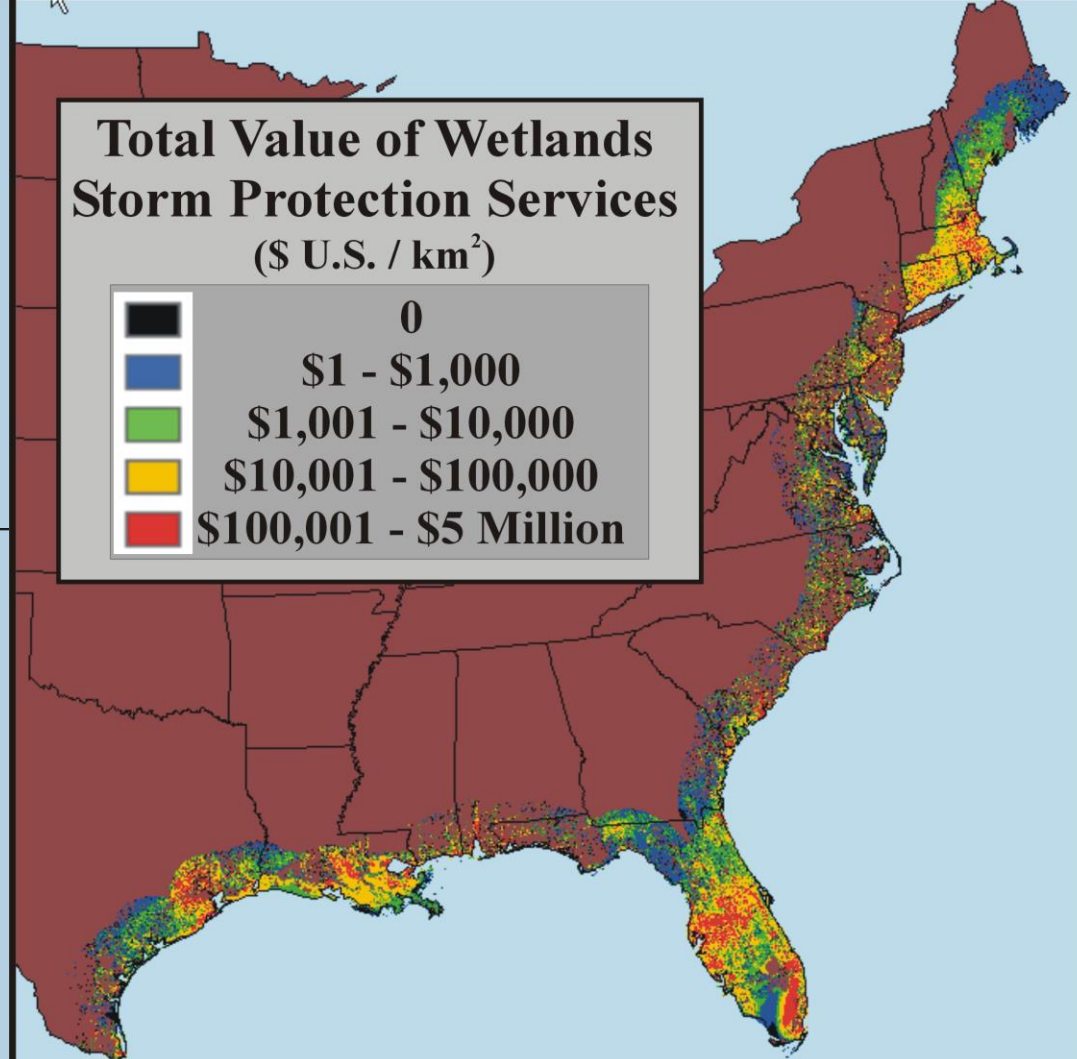 Total Value of Wetlands
Storm Protection Services
($ U.S. / km²)
0
$1 - $1,000
$1,001 - $10,000
$10,001 - $100,000
$100,001 - $5 Million